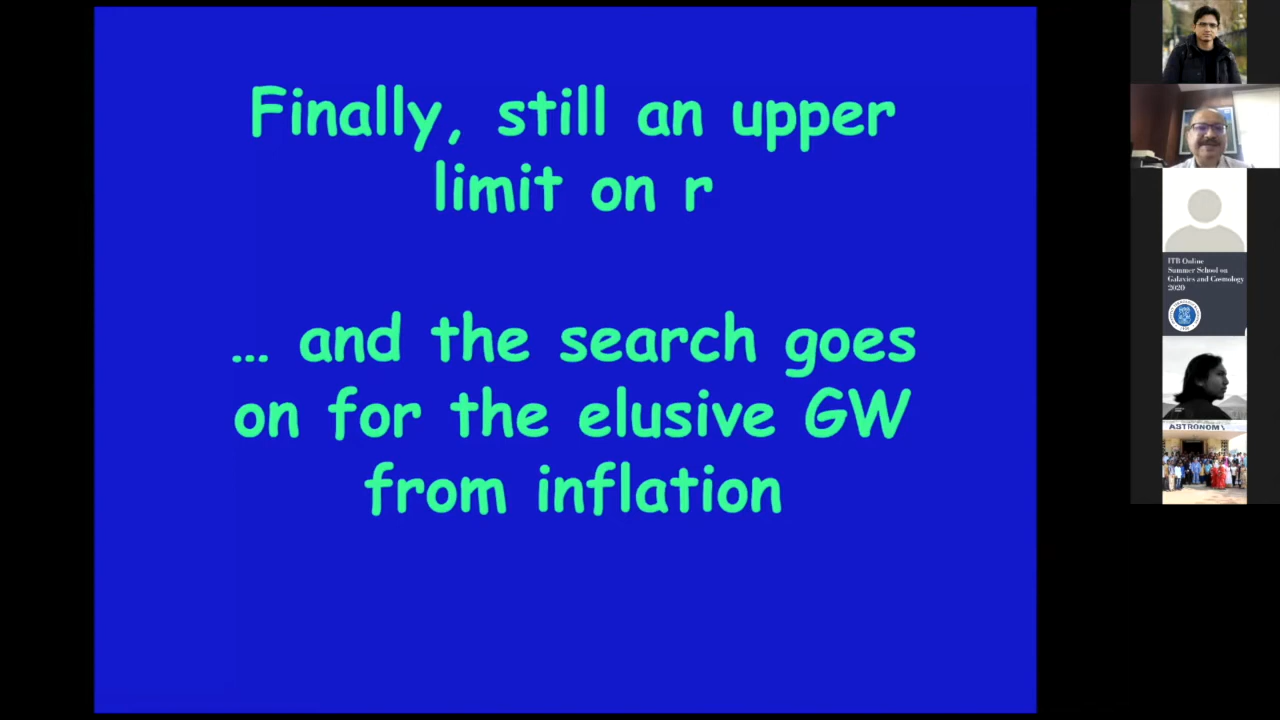 Finally, still an upper
limit on r
... and the search goes
on for the elusive GW
from inflation
ITB Online
Summer School on
Galaxies and Cosmology
2020
ASTRONOMY